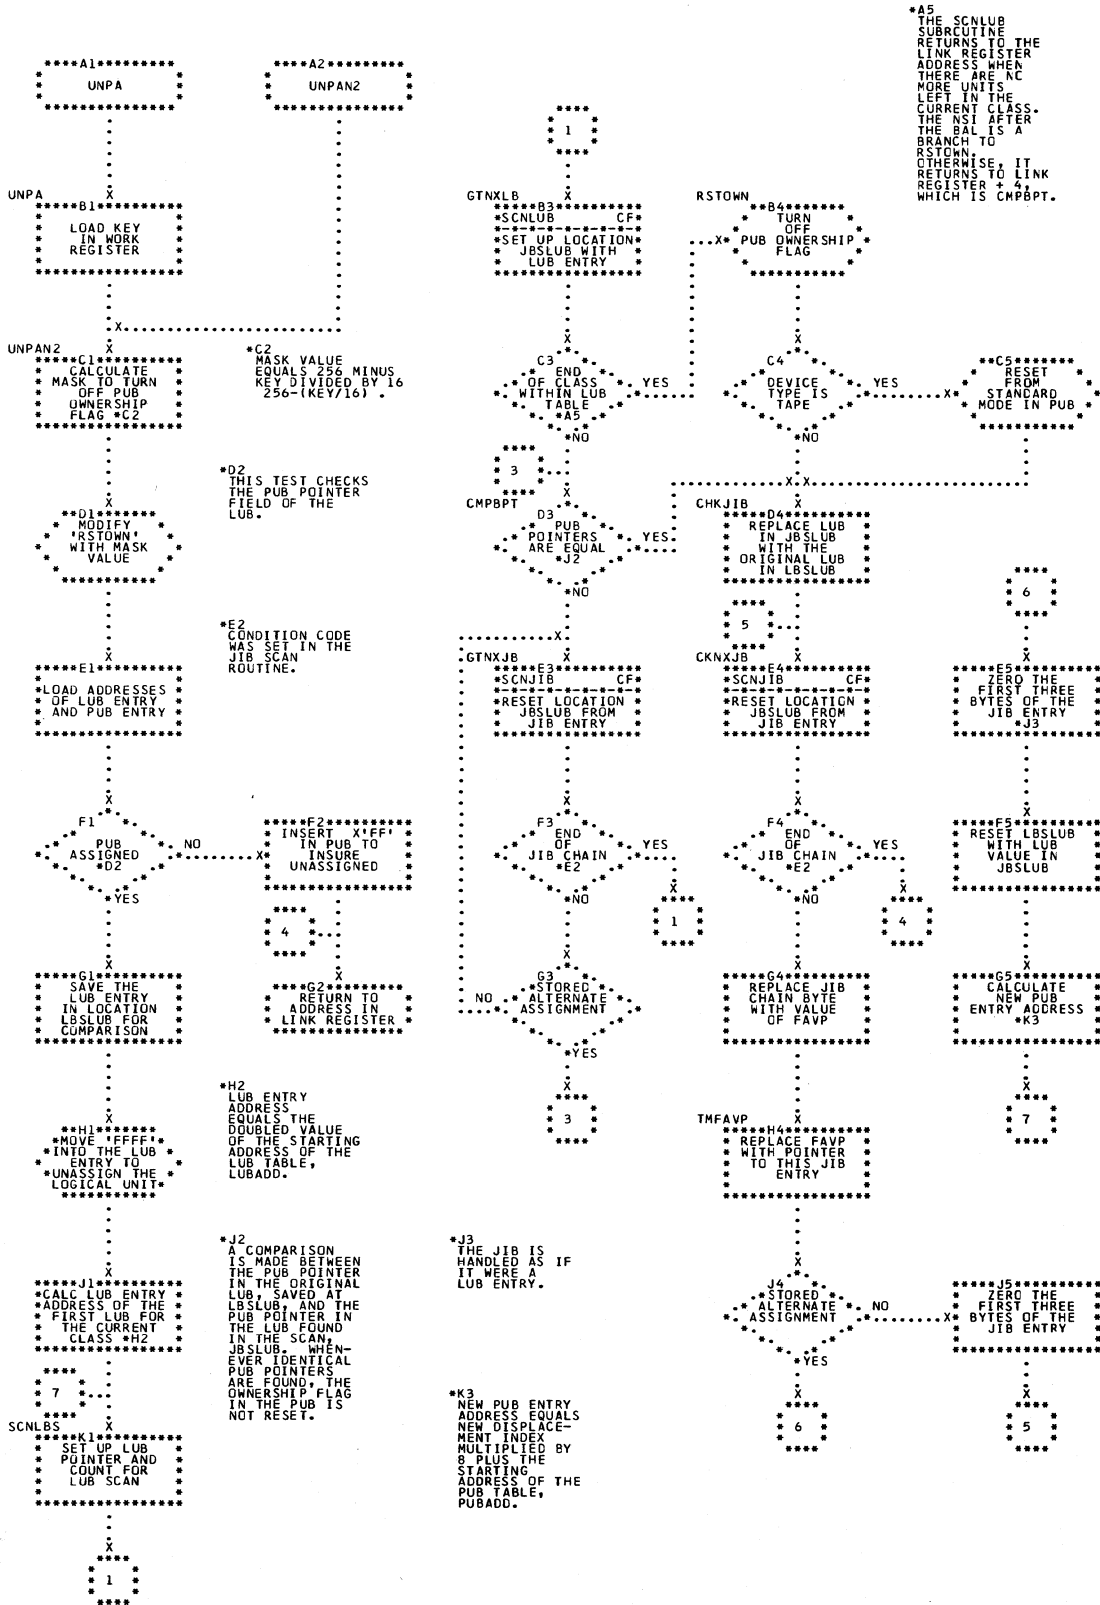 *A5
THE SCNLUB
SUBRCUTINE
RETURNS TO THE
LINK REGISTER
ADDRESS WHEN
THERE ARE NC
MORE UNITS
LEFT IN THE
CURRENT CLASS.
THE NSI AFTER
THE BAL IS A
BRANCH TO
RSTOWN.
OTHERWISE, IT
RETURNS TO LINK
REGISTER + 4,
WHICH IS CMPBPT.
****A1*********
UNPA
****A2*********
UNPAN2
UNPA
*****B1**********
LOAD KEY
IN WORK
REGISTER
UNPAN2
*****C1**********
CALCULATE
MASK TO TURN
OFF PUB
OWNERSHIP
FLAG *C2
*C2
MASK VALUE
EQUALS 256 MINUS
KEY DIVIDED BY 16
256-(KEY/16) .
**D1*******
MODIFY
'RSTOWN'
WITH MASK
VALUE
*D2
THIS TEST CHECKS
THE PUB POINTER
FIELD OF THE
LUB.
*E2
CONDITION CODE
WAS SET IN THE
JIB SCAN
ROUTINE.
*****E1**********
LOAD ADDRESSES
OF LUB ENTRY
AND PUB ENTRY
F1
PUB
ASSIGNED
*D2
NO
YES
*****F2**********
INSERT X'FF'
IN PUB TO
INSURE
UNASSIGNED
4
****G2*********
RETURN TO
ADDRESS IN
LINK REGISTER
*****G1**********
SAVE THE
LUB ENTRY
IN LOCATION
LBSLUB FOR
COMPARISON
**H1*******
MOVE 'FFFF'
INTO THE LUB
ENTRY TO
UNASSIGN THE
LOGICAL UNIT
*H2
LUB ENTRY
ADDRESS
EQUALS THE
DOUBLED VALUE
OF THE STARTING
ADDRESS OF THE
LUB TABLE,
LUBADD.
*****J1**********
CALC LUB ENTRY
ADDRESS OF THE
FIRST LUB FOR
THE CURRENT
CLASS *H2
7
SCNLBS
*****K1**********
SET UP LUB
POINTER AND
COUNT FOR
LUB SCAN
1
*J2
A COMPARISON
IS MADE BETWEEN
THE PUB POINTER
IN THE ORIGINAL
LUB, SAVED AT
LBSLUB, AND THE
PUB POINTER IN
THE LUB FOUND
IN THE SCAN,
JBSLUB. WHEN-
EVER IDENTICAL
PUB POINTERS
ARE FOUND, THE
OWNERSHIP FLAG
IN THE PUB IS
NOT RESET.
1
GTNXLB
*****B3**********
*SCNLUB CF*
*-*-*-*-*-*-*-*-*
SET UP LOCATION
JBSLUB WITH
LUB ENTRY
C3
END
OF CLASS
WITHIN LUB
TABLE
*A5
YES
NO
3
CMPBPT
D3
PUB
POINTERS
ARE EQUAL
*J2
YES
NO
GTNXJB
*****E3**********
*SCNJIB CF*
*-*-*-*-*-*-*-*-*
RESET LOCATION
JBSLUB FROM
JIB ENTRY
F3
END
OF
JIB CHAIN
*E2
YES
NO
1
G3
STORED
ALTERNATE
ASSIGNMENT
NO
YES
3
*J3
THE JIB IS
HANDLED AS IF
IT WERE A
LUB ENTRY.
*K3
NEW PUB ENTRY
ADDRESS EQUALS
NEW DISPLACE-
MENT INDEX
MULTIPLIED BY
8 PLUS THE
STARTING
ADDRESS OF THE
PUB TABLE,
PUBADD.
RSTOWN
**B4*******
TURN
OFF
PUB OWNERSHIP
FLAG
C4
DEVICE
TYPE IS
TAPE
YES
NO
**C5*******
RESET
FROM
STANDARD
MODE IN PUB
CHKJIB
*****D4**********
REPLACE LUB
IN JBSLUB
WITH THE
ORIGINAL LUB
IN LBSLUB
5
CKNXJB
*****E4**********
*SCNJIB CF*
*-*-*-*-*-*-*-*-*
RESET LOCATION
JBSLUB FROM
JIB ENTRY
F4
END
OF
JIB CHAIN
*E2
YES
NO
4
*****G4**********
REPLACE JIB
CHAIN BYTE
WITH VALUE
OF FAVP
TMFAVP
*****H4**********
REPLACE FAVP
WITH POINTER
TO THIS JIB
ENTRY
J4
STORED
ALTERNATE
ASSIGNMENT
NO
YES
6
*****J5**********
ZERO THE
FIRST THREE
BYTES OF THE
JIB ENTRY
5
6
*****E5**********
ZERO THE
FIRST THREE
BYTES OF THE
JIB ENTRY
*J3
*****F5**********
RESET LBSLUB
WITH LUB
VALUE IN
JBSLUB
*****G5**********
CALCULATE
NEW PUB
ENTRY ADDRESS
*K3
7